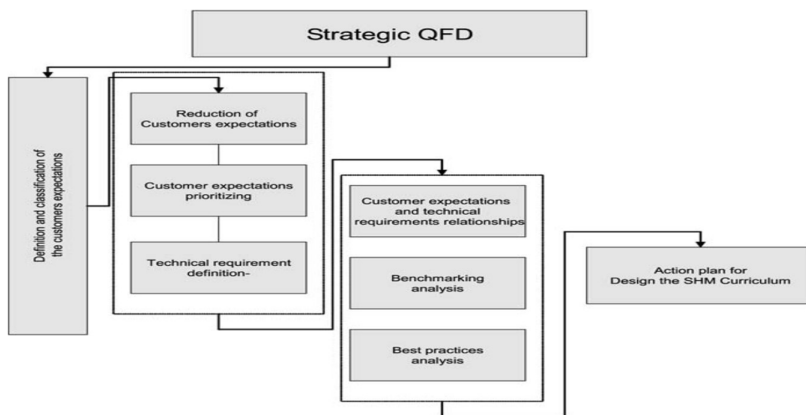 Strategic QFD
Definition and classification of
the customers expectations
Reduction of
Customers expectations
Customer expectations
prioritizing
Technical requirement
definition-
Customer expectations
and technical
requirements relationships
Benchmarking
analysis
Best practices
analysis
Action plan for
Design the SHM Curriculum